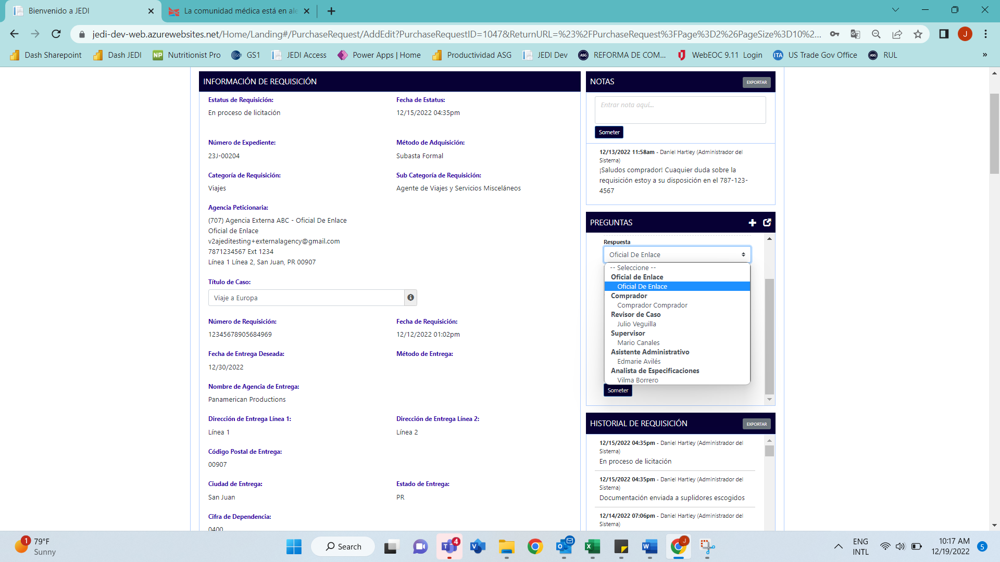 Bienvenido a JEDI
La comunidad médica está en ale
jedi-dev-web.azurewebsites.net/Home/Landing#/PurchaseRequest/AddEdit?PurchaseRequestID=1047&ReturnURL=%23%2FPurchaseRequest%3FPage%3D2%26PageSize%3D10%2...
J
Dash Sharepoint
Dash JEDI
NP Nutritionist Pro
GS1 GS1
JEDI Access
Power Apps | Home
Productividad ASG
JEDI Dev
ASG REFORMA DE COM...
WebEOC 9.11 Login
ITA US Trade Gov Office
ASG RUL
»
INFORMACIÓN DE REQUISICIÓN
Estatus de Requisición:
Fecha de Estatus:
En proceso de licitación
12/15/2022 04:35pm
Número de Expediente:
Método de Adquisición:
23J-00204
Subasta Formal
Categoría de Requisición:
Sub Categoría de Requisición:
Viajes
Agente de Viajes y Servicios Misceláneos
Agencia Peticionaria:
(707) Agencia Externa ABC - Oficial De Enlace
Oficial de Enlace
v2ajeditesting+externalagency@gmail.com
7871234567 Ext 1234
Línea 1 Línea 2, San Juan, PR 00907
Título de Caso:
Viaje a Europa
Número de Requisición:
Fecha de Requisición:
12345678905684969
12/12/2022 01:02pm
Fecha de Entrega Deseada:
Método de Entrega:
12/30/2022
Nombre de Agencia de Entrega:
Panamerican Productions
Dirección de Entrega Línea 1:
Dirección de Entrega Línea 2:
Línea 1
Línea 2
Código Postal de Entrega:
00907
Ciudad de Entrega:
Estado de Entrega:
San Juan
PR
Cifra de Dependencia:
0400
NOTAS
EXPORTAR
Entrar nota aquí...
Someter
12/13/2022 11:58am - Daniel Hartley (Administrador del
Sistema)
¡Saludos comprador! Cuaquier duda sobre la
requisición estoy a su disposición en el 787-123-
4567
PREGUNTAS
Respuesta
Oficial De Enlace
-- Seleccione --
Oficial de Enlace
Oficial De Enlace
Comprador
Comprador Comprador
Revisor de Caso
Julio Veguilla
Supervisor
Mario Canales
Asistente Administrativo
Edmarie Avilés
Analista de Especificaciones
Vilma Borrero
Someter
HISTORIAL DE REQUISICIÓN
EXPORTAR
12/15/2022 04:35pm - Daniel Hartley (Administrador del
Sistema)
En proceso de licitación
12/15/2022 04:35pm - Daniel Hartley (Administrador del
Sistema)
Documentación enviada a suplidores escogidos
12/14/2022 07:06pm - Daniel Hartley (Administrador del
Sistema)
1
79°F
Sunny
Search
4
J
ENG
INTL
10:17 AM
12/19/2022
5